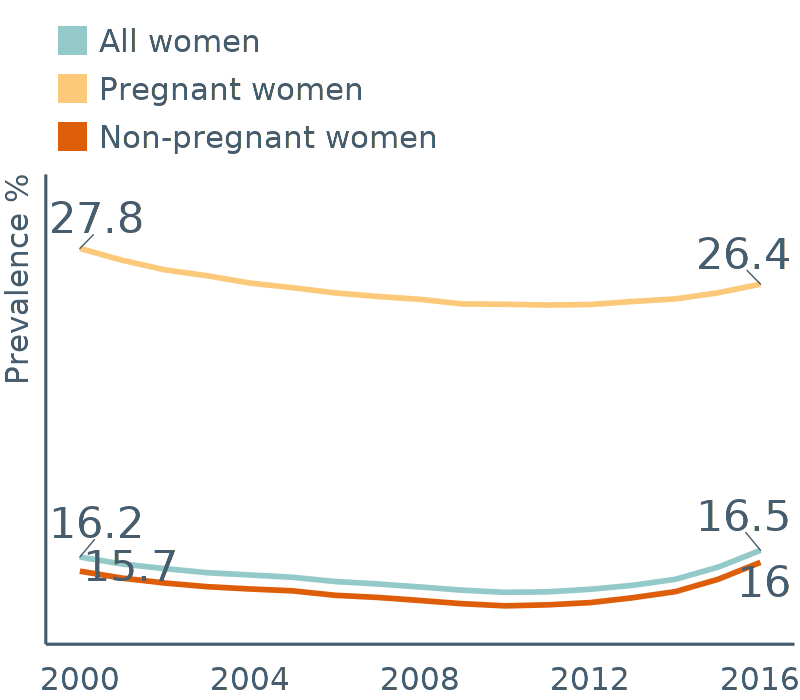 All women
Pregnant women
Non-pregnant women
Prevalence %
27.8
26.4
16.2
15.7
16.5
16
2000 2004 2008 2012 2016